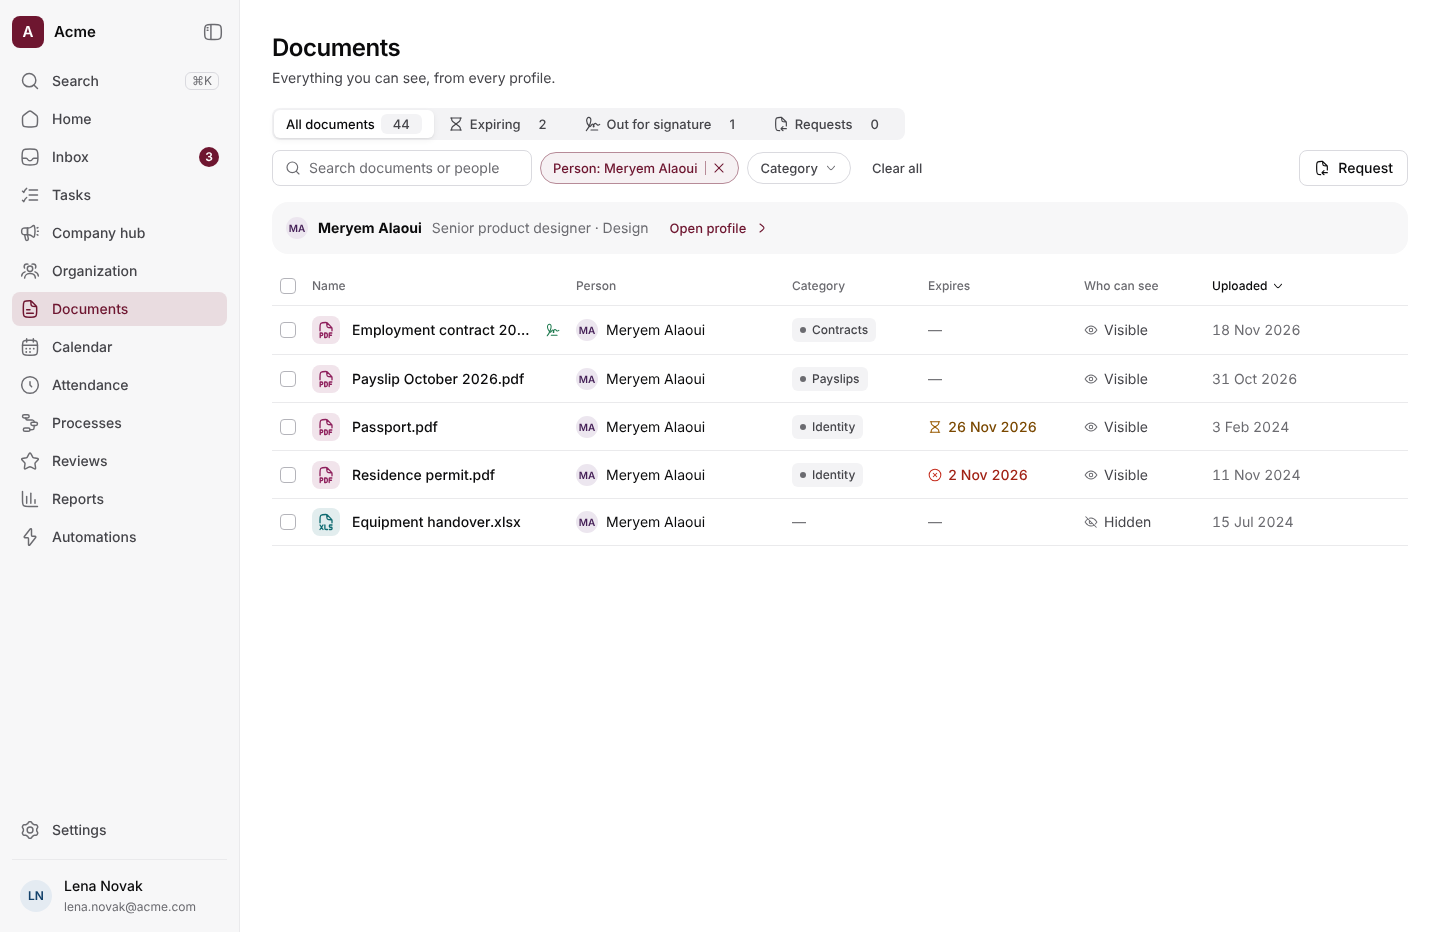 A Acme
Search ⌘K
Home
Inbox 3
Tasks
Company hub
Organization
Documents
Calendar
Attendance
Processes
Reviews
Reports
Automations
Settings
LN Lena Novak
lena.novak@acme.com
Documents
Everything you can see, from every profile.
All documents 44 Expiring 2 Out for signature 1 Requests 0
Search documents or people Person: Meryem Alaoui Category Clear all Request
MA Meryem Alaoui Senior product designer · Design Open profile
Name Person Category Expires Who can see Uploaded
PDF Employment contract 20... MA Meryem Alaoui Contracts — Visible 18 Nov 2026
PDF Payslip October 2026.pdf MA Meryem Alaoui Payslips — Visible 31 Oct 2026
PDF Passport.pdf MA Meryem Alaoui Identity 26 Nov 2026 Visible 3 Feb 2024
PDF Residence permit.pdf MA Meryem Alaoui Identity 2 Nov 2026 Visible 11 Nov 2024
XLS Equipment handover.xlsx MA Meryem Alaoui — — Hidden 15 Jul 2024